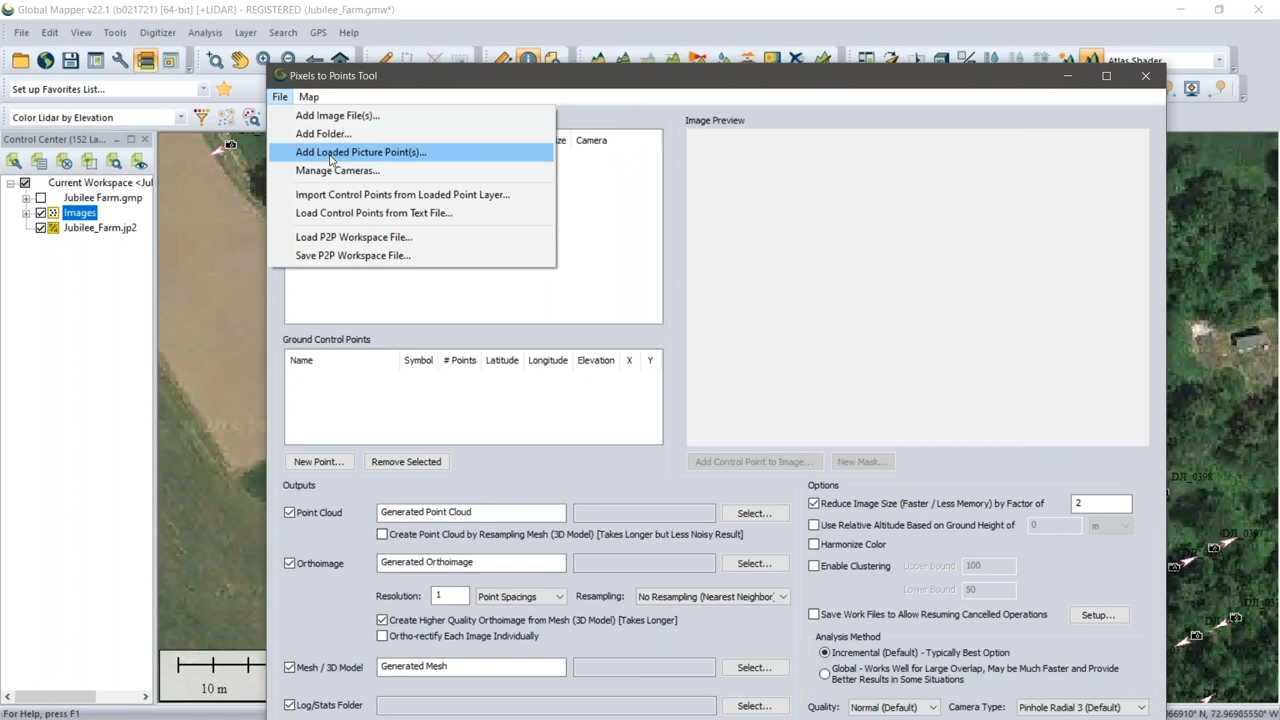 Global Mapper v22.1 (b021721) [64-bit] [+LIDAR] - REGISTERED (Jubilee_Farm.gmw*)
File Edit View Tools Digitizer Analysis Layer Search GPS Help
Atlas Shader
Set up Favorites List...
Color Lidar by Elevation
Control Center (152 La...
Current Workspace <Jul
Jubilee Farm.gmp
Images
Jubilee_Farm.jp2
10 m
For Help, press F1
Pixels to Points Tool
File Map
Add Image File(s)...
Add Folder...
Add Loaded Picture Point(s)...
Manage Cameras...
Import Control Points from Loaded Point Layer...
Load Control Points from Text File...
Load P2P Workspace File...
Save P2P Workspace File...
Camera
Image Preview
Ground Control Points
Name Symbol # Points Latitude Longitude Elevation X Y
New Point... Remove Selected
Add Control Point to Image... New Mask...
Outputs
Point Cloud Generated Point Cloud Select...
Create Point Cloud by Resampling Mesh (3D Model) [Takes Longer but Less Noisy Result]
Orthoimage Generated Orthoimage Select...
Resolution: 1 Point Spacings Resampling: No Resampling (Nearest Neighbor)
Create Higher Quality Orthoimage from Mesh (3D Model) [Takes Longer]
Ortho-rectify Each Image Individually
Mesh / 3D Model Generated Mesh Select...
Log/Stats Folder Select...
Options
Reduce Image Size (Faster / Less Memory) by Factor of 2
Use Relative Altitude Based on Ground Height of 0 m
Harmonize Color
Enable Clustering Upper Bound 100
Lower Bound 50
Save Work Files to Allow Resuming Cancelled Operations Setup...
Analysis Method
Incremental (Default) - Typically Best Option
Global - Works Well for Large Overlap, May be Much Faster and Provide
Better Results in Some Situations
Quality: Normal (Default) Camera Type: Pinhole Radial 3 (Default)
DJI_0398
66910° N, 72.96985550° W